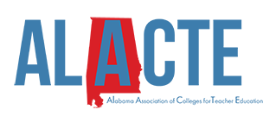 ALACTE
Alabama Association of Colleges for Teacher Education